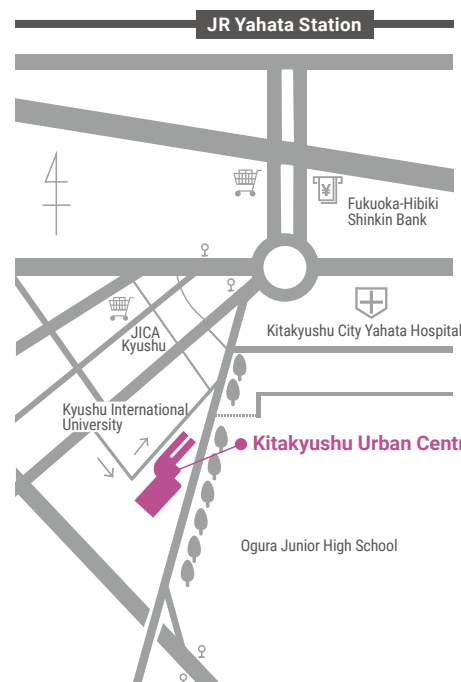 JR Yahata Station
¥
Fukuoka-Hibiki
Shinkin Bank
Kitakyushu City Yahata Hospital
JICA
Kyushu
Kyushu International
University
Kitakyushu Urban Centr
Ogura Junior High School